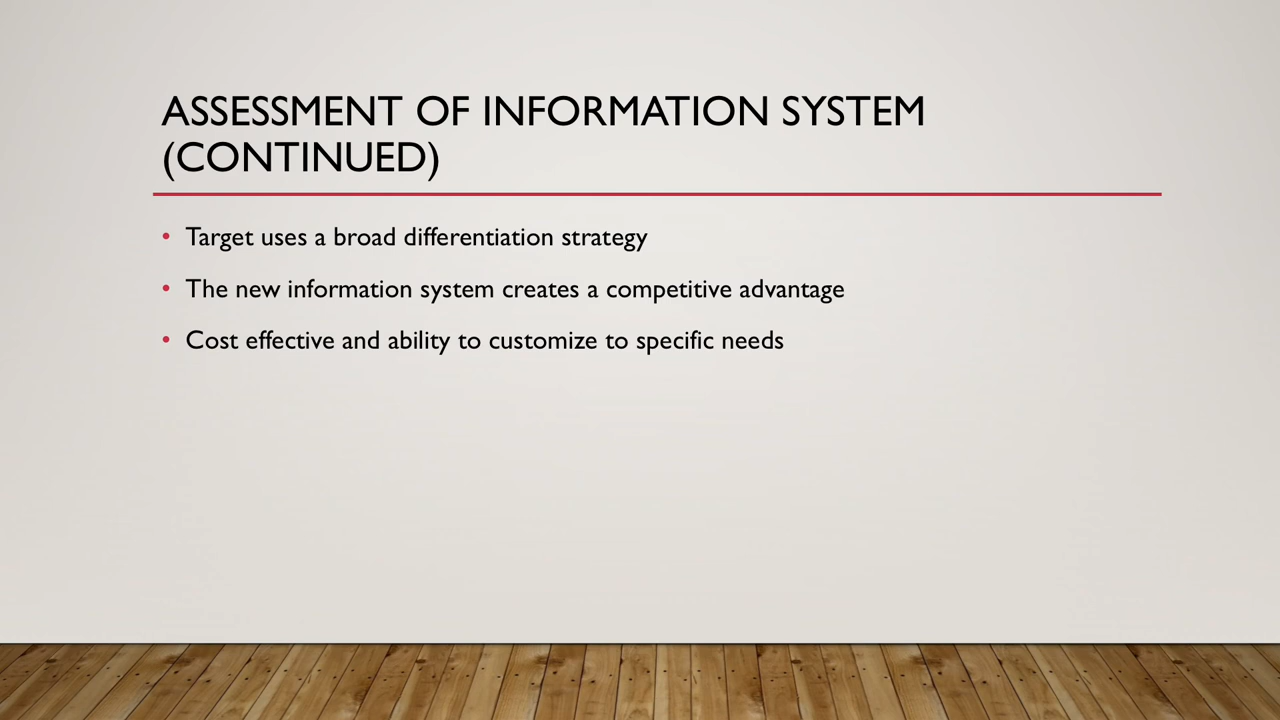 ASSESSMENT OF INFORMATION SYSTEM
(CONTINUED)
• Target uses a broad differentiation strategy
• The new information system creates a competitive advantage
• Cost effective and ability to customize to specific needs